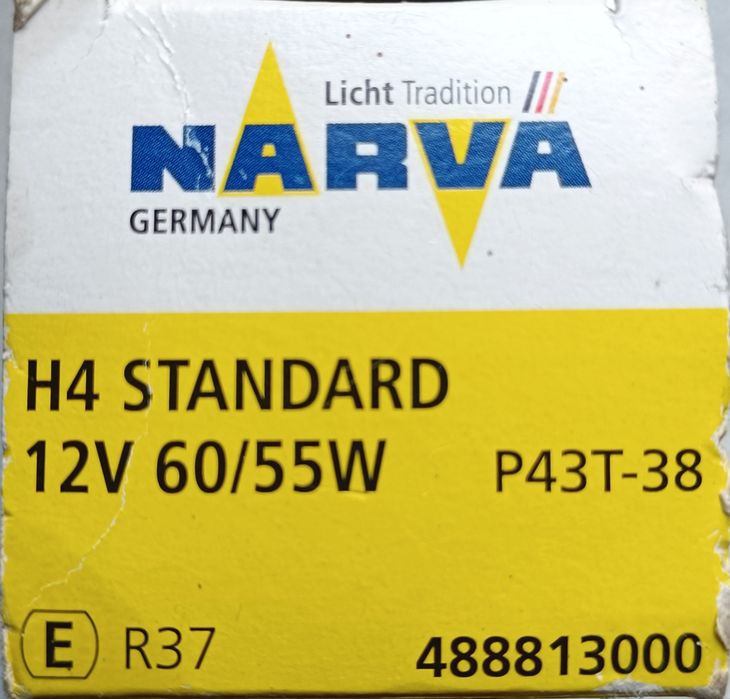 Licht Tradition
NARVA
GERMANY
H4 STANDARD
12V 60/55W P43T-38
E R37 488813000